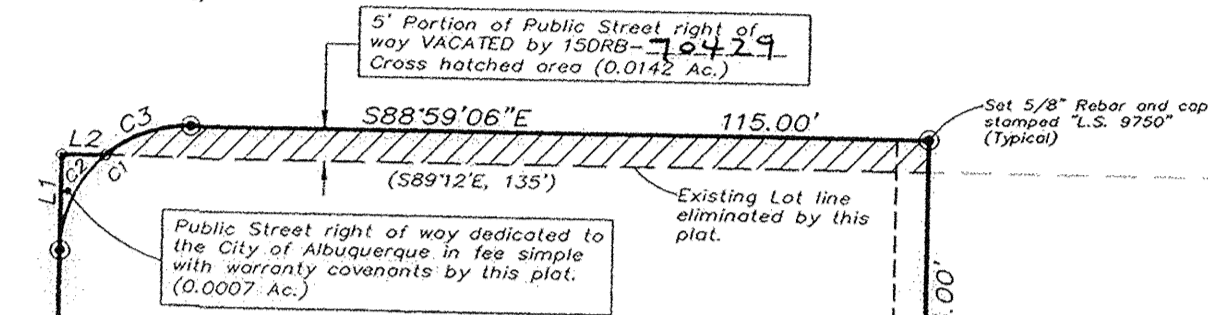 5' Portion of Public Street right of
way VACATED by 15DRB-70429
Cross hatched area (0.0142 Ac.)
S88°59'06"E 115.00'
Set 5/8" Rebar and cap
stamped "L.S. 9750"
(Typical)
L2 C3
L1 C2 C1
(S89°12'E, 135')
Existing Lot line
eliminated by this
plat.
Public Street right of way dedicated to
the City of Albuquerque in fee simple
with warranty covenants by this plat.
(0.0007 Ac.)
.00'